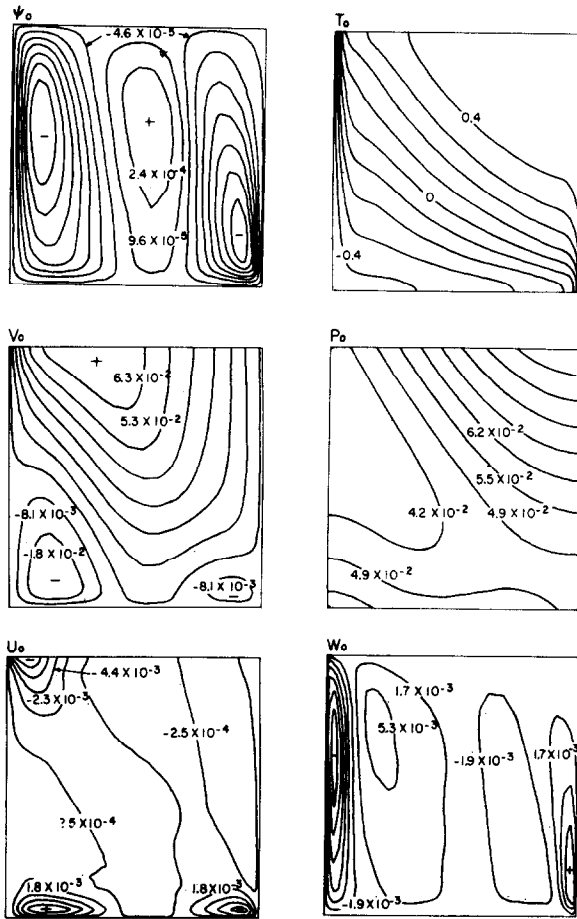 ψ₀
-4.6 X 10⁻⁵
-
+
2.4 X 10⁻⁴
9.6 X 10⁻⁵
-
T₀
0.4
0
-0.4
V₀
+
6.3 X 10⁻²
5.3 X 10⁻²
-8.1 X 10⁻³
-1.8 X 10⁻²
-
-8.1 X 10⁻³
-
P₀
6.2 X 10⁻²
5.5 X 10⁻²
4.2 X 10⁻²
4.9 X 10⁻²
4.9 X 10⁻²
U₀
-4.4 X 10⁻³
-2.3 X 10⁻³
-2.5 X 10⁻⁴
1.8 X 10⁻³
1.8 X 10⁻³
+
W₀
1.7 X 10⁻³
5.3 X 10⁻³
-1.9 X 10⁻³
1.7 X 10⁻³
-
+
-1.9 X 10⁻³